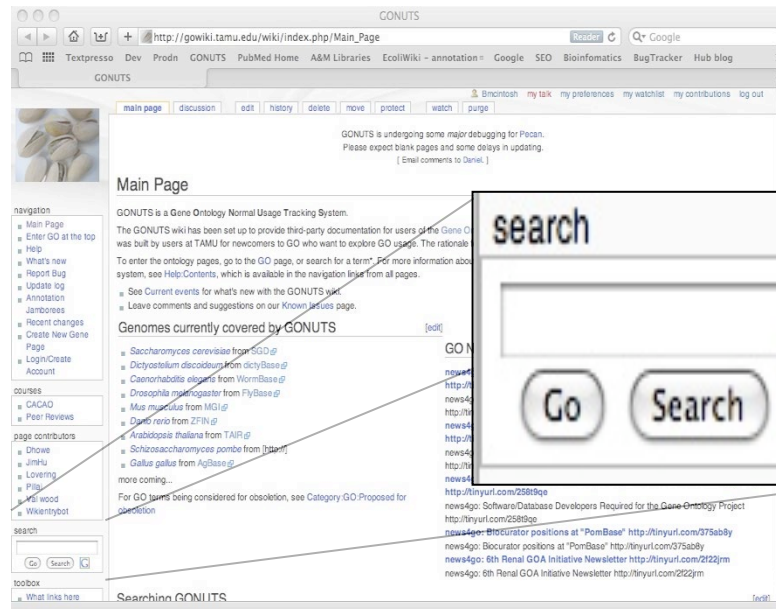 GONUTS
http://gowiki.tamu.edu/wiki/index.php/Main_Page
Reader
Google
Textpresso Dev Prodn GONUTS PubMed Home A&M Libraries EcoliWiki – annotation Google SEO Bioinfomatics BugTracker Hub blog
GONUTS
Bmcintosh my talk my preferences my watchlist my contributions log out
main page discussion edit history delete move protect watch purge
GONUTS is undergoing some major debugging for Pecan.
Please expect blank pages and some delays in updating.
[ Email comments to Daniel. ]
Main Page
GONUTS is a Gene Ontology Normal Usage Tracking System.
The GONUTS wiki has been set up to provide third-party documentation for users of the Gene
was built by users at TAMU for newcomers to GO who want to explore GO usage. The rationale
To enter the ontology pages, go to the GO page, or search for a term*. For more information
system, see Help:Contents, which is available in the navigation links from all pages.
See Current events for what's new with the GONUTS wiki.
Leave comments and suggestions on our Known Issues page.
navigation
Main Page
Enter GO at the top
Help
What's new
Report Bug
Update log
Annotation
Jamborees
Recent changes
Create New Gene
Page
Login/Create
Account
courses
CACAO
Peer Reviews
page contributors
Dhowe
JimHu
Lovering
Pillai
Val wood
Wikientrybot
search
Go Search
toolbox
What links here
Genomes currently covered by GONUTS [edit]
Saccharomyces cerevisiae from SGD
Dictyostelium discoideum from dictyBase
Caenorhabditis elegans from WormBase
Drosophila melanogaster from FlyBase
Mus musculus from MGI
Danio rerio from ZFIN
Arabidopsis thaliana from TAIR
Schizosaccharomyces pombe from [http://]
Gallus gallus from AgBase
more coming...
For GO terms being considered for obsoletion, see Category:GO:Proposed for
obsoletion
search
Go Search
http://tinyurl.com/258t9qe
news4go: Software/Database Developers Required for the Gene Ontology Project
http://tinyurl.com/258t9qe
news4go: Biocurator positions at "PomBase" http://tinyurl.com/375ab8y
news4go: Biocurator positions at "PomBase" http://tinyurl.com/375ab8y
news4go: 6th Renal GOA Initiative Newsletter http://tinyurl.com/2f22jrm
news4go: 6th Renal GOA Initiative Newsletter http://tinyurl.com/2f22jrm
Searching GONUTS [edit]